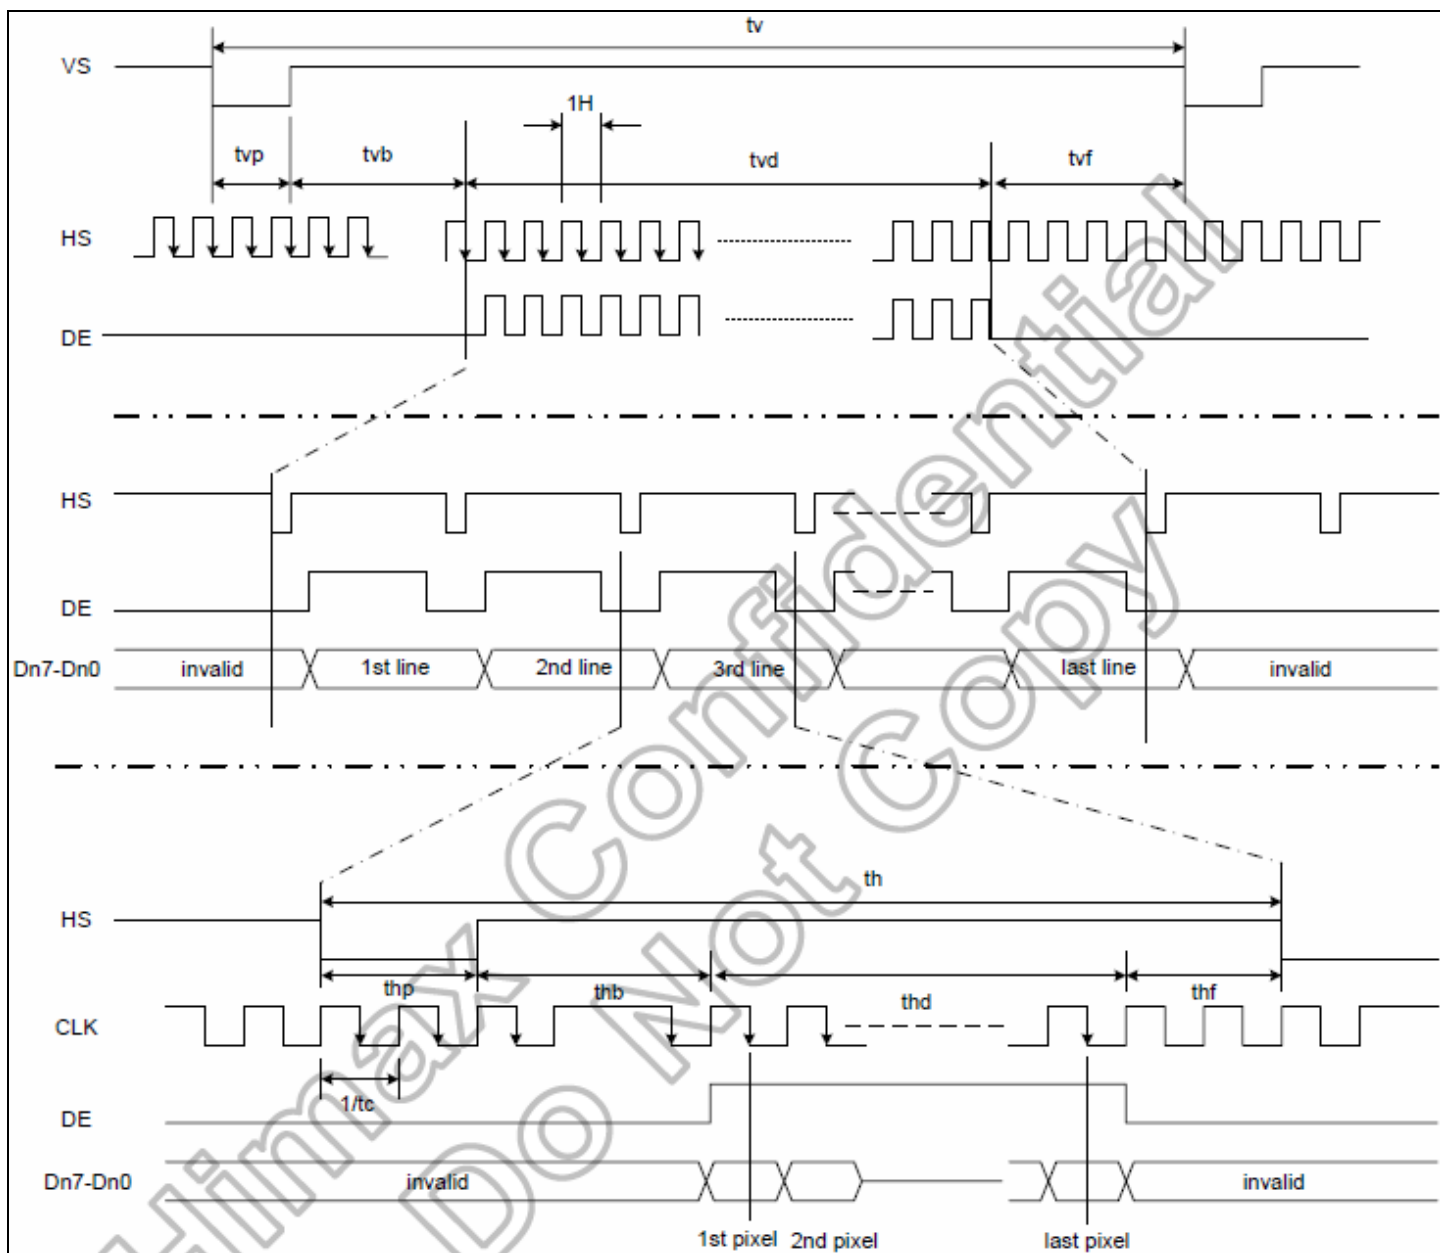 tv
VS
1H
tvp
tvb
tvd
tvf
HS
DE
HS
DE
Dn7-Dn0
invalid
1st line
2nd line
3rd line
last line
invalid
th
HS
thp
thb
thd
thf
CLK
1/tc
DE
Dn7-Dn0
invalid
invalid
1st pixel
2nd pixel
last pixel
Himax Confidential
Do Not Copy